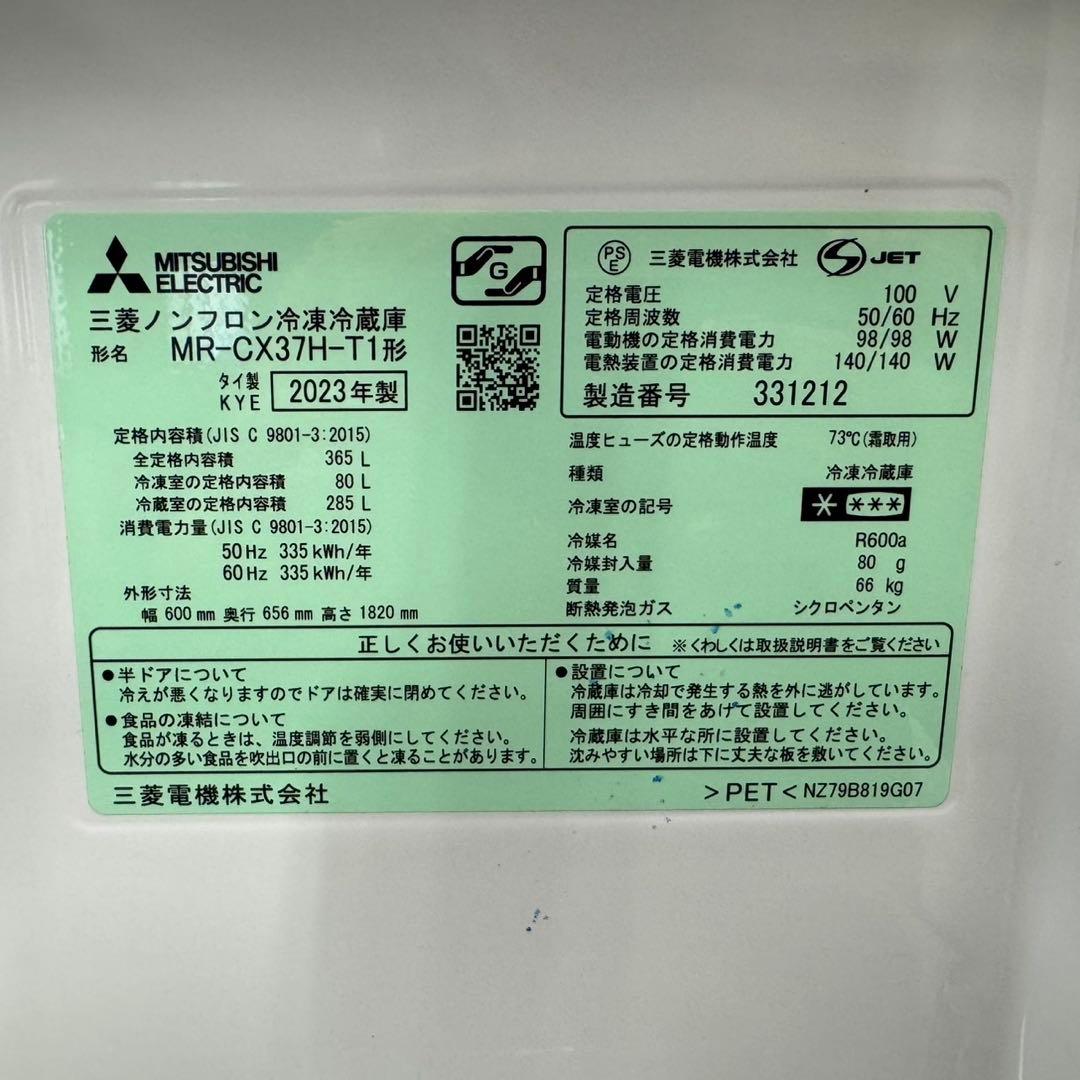 MITSUBISHI
ELECTRIC
G
三菱ノンフロン冷凍冷蔵庫
形名 MR-CX37H-T1形
タイ製
KYE
2023年製
PS
E
三菱電機株式会社
S JET
定格電圧 100 V
定格周波数 50/60 Hz
電動機の定格消費電力 98/98 W
電熱装置の定格消費電力 140/140 W
製造番号 331212
定格内容積(JIS C 9801-3:2015)
全定格内容積 365 L
冷凍室の定格内容積 80 L
冷蔵室の定格内容積 285 L
消費電力量(JIS C 9801-3:2015)
50 Hz 335 kWh/年
60 Hz 335 kWh/年
外形寸法
幅 600 mm 奥行 656 mm 高さ 1820 mm
温度ヒューズの定格動作温度 73℃(霜取用)
種類 冷凍冷蔵庫
冷凍室の記号 * ***
冷媒名 R600a
冷媒封入量 80 g
質量 66 kg
断熱発泡ガス シクロペンタン
正しくお使いいただくために ※くわしくは取扱説明書をご覧ください
●半ドアについて
冷えが悪くなりますのでドアは確実に閉めてください。
●食品の凍結について
食品が凍るときは、温度調節を弱側にしてください。
水分の多い食品を吹出口の前に置くと凍ることがあります。
●設置について
冷蔵庫は冷却で発生する熱を外に逃がしています。
周囲にすき間をあけて設置してください。
冷蔵庫は水平な所に設置してください。
沈みやすい場所は下に丈夫な板を敷いてください。
三菱電機株式会社
>PET< NZ79B819G07